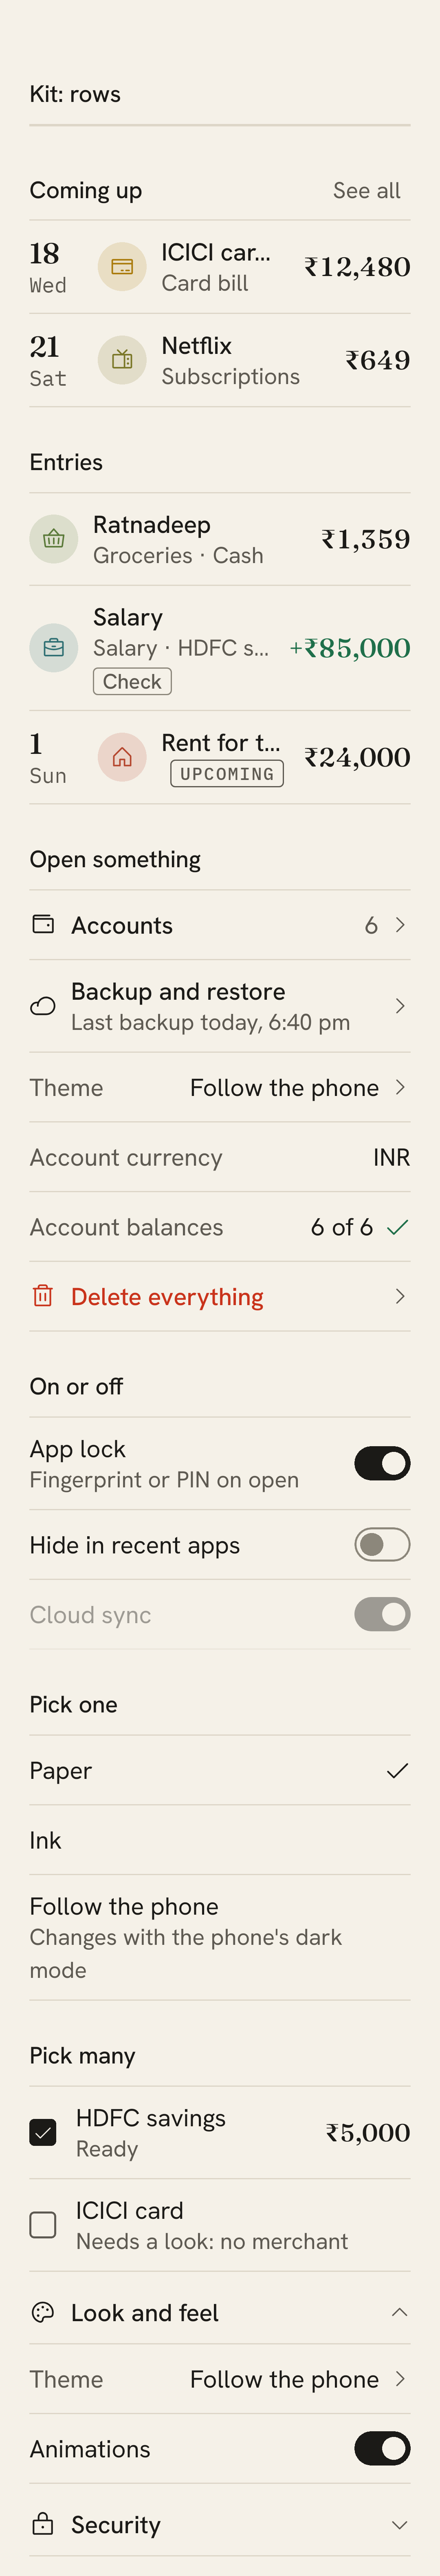 Kit: rows
Coming up See all
18 ICICI car... ₹12,480
Wed Card bill
21 Netflix ₹649
Sat Subscriptions
Entries
Ratnadeep ₹1,359
Groceries · Cash
Salary
Salary · HDFC s... +₹85,000
Check
1 Rent for t... ₹24,000
Sun UPCOMING
Open something
Accounts 6
Backup and restore
Last backup today, 6:40 pm
Theme Follow the phone
Account currency INR
Account balances 6 of 6
Delete everything
On or off
App lock
Fingerprint or PIN on open
Hide in recent apps
Cloud sync
Pick one
Paper
Ink
Follow the phone
Changes with the phone's dark
mode
Pick many
HDFC savings ₹5,000
Ready
ICICI card
Needs a look: no merchant
Look and feel
Theme Follow the phone
Animations
Security